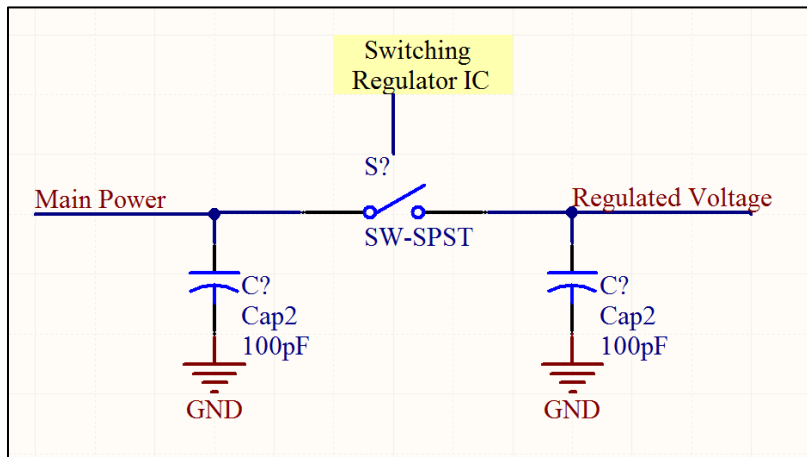 Switching
Regulator IC
S?
Main Power
Regulated Voltage
SW-SPST
C?
Cap2
100pF
GND
C?
Cap2
100pF
GND